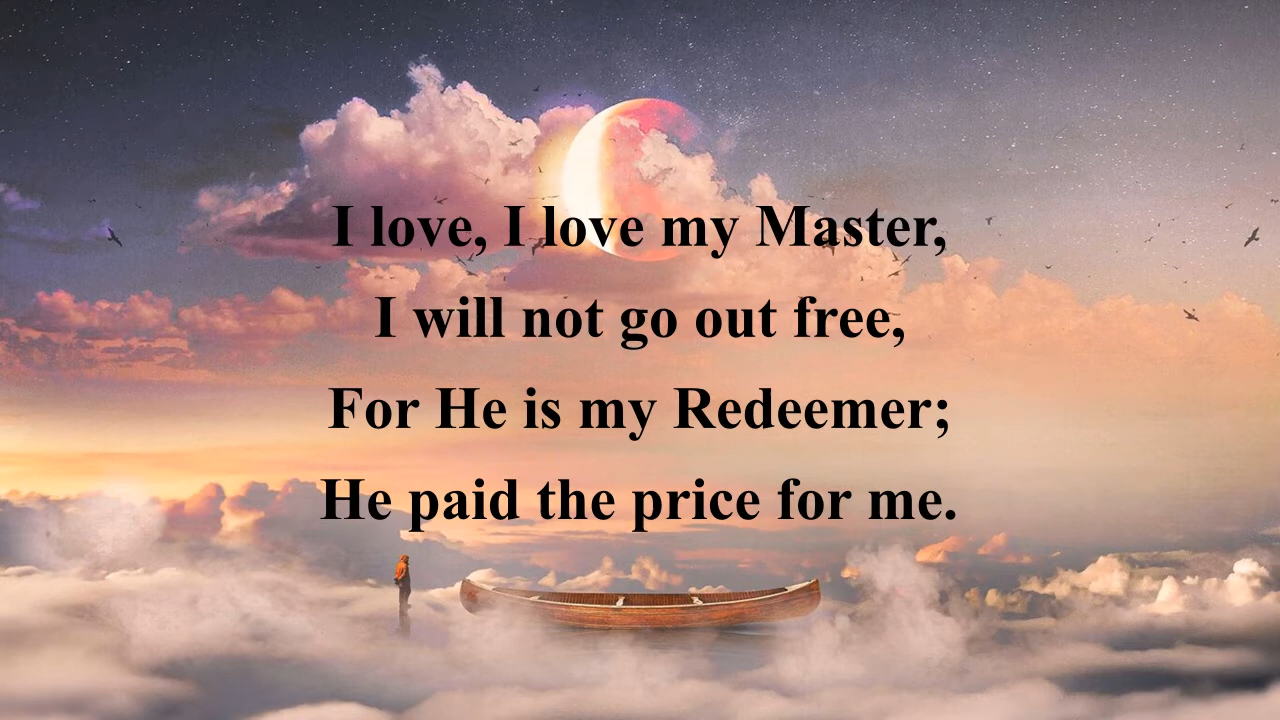 I love, I love my Master,
I will not go out free,
For He is my Redeemer;
He paid the price for me.